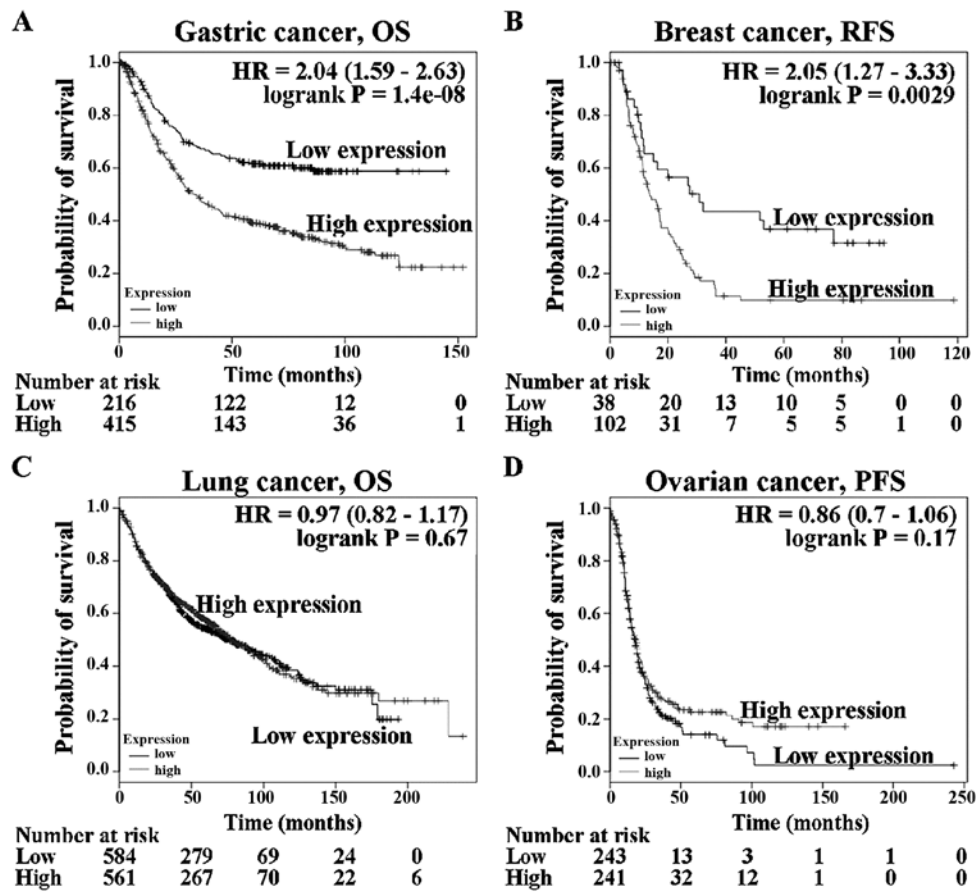 A
Gastric cancer, OS
HR = 2.04 (1.59 - 2.63)
logrank P = 1.4e-08
Low expression
High expression
Probability of survival
1.0
0.8
0.6
0.4
0.2
0.0
Expression
low
high
0 50 100 150
Time (months)
Number at risk
Low 216 122 12 0
High 415 143 36 1
B
Breast cancer, RFS
HR = 2.05 (1.27 - 3.33)
logrank P = 0.0029
Low expression
High expression
Probability of survival
1.0
0.8
0.6
0.4
0.2
0.0
Expression
low
high
0 20 40 60 80 100 120
Time (months)
Number at risk
Low 38 20 13 10 5 0 0
High 102 31 7 5 5 1 0
C
Lung cancer, OS
HR = 0.97 (0.82 - 1.17)
logrank P = 0.67
High expression
Low expression
Probability of survival
1.0
0.8
0.6
0.4
0.2
0.0
Expression
low
high
0 50 100 150 200
Time (months)
Number at risk
Low 584 279 69 24 0
High 561 267 70 22 6
D
Ovarian cancer, PFS
HR = 0.86 (0.7 - 1.06)
logrank P = 0.17
High expression
Low expression
Probability of survival
1.0
0.8
0.6
0.4
0.2
0.0
Expression
low
high
0 50 100 150 200 250
Time (months)
Number at risk
Low 243 13 3 1 1 0
High 241 32 12 1 0 0